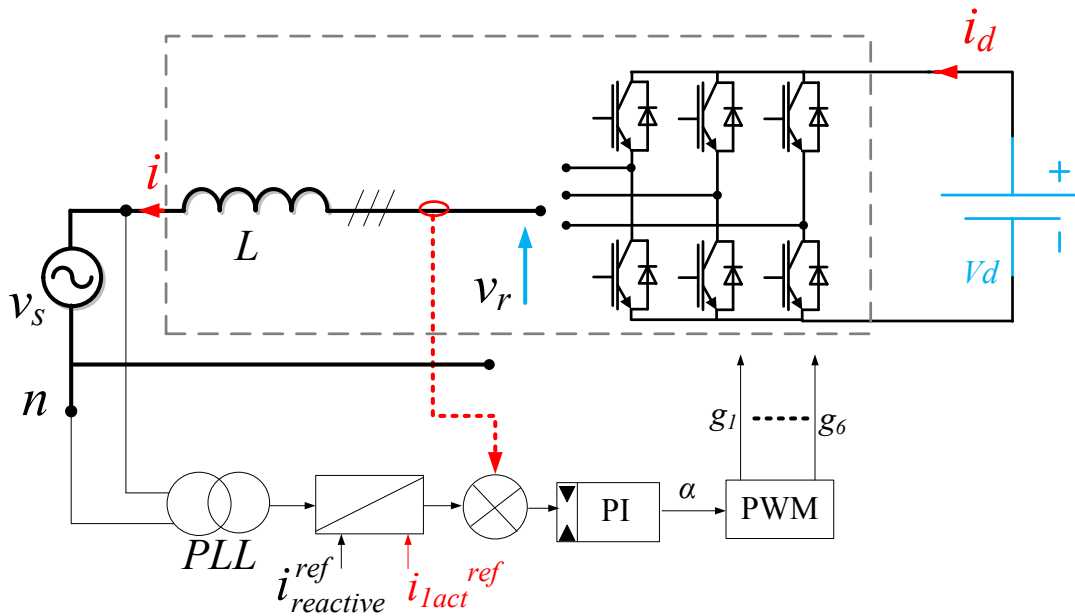 i_d
i
L
v_r
v_s
+
Vd
n
g_1
g_6
PLL
PI
α
PWM
i_reactive^ref
i_1act^ref